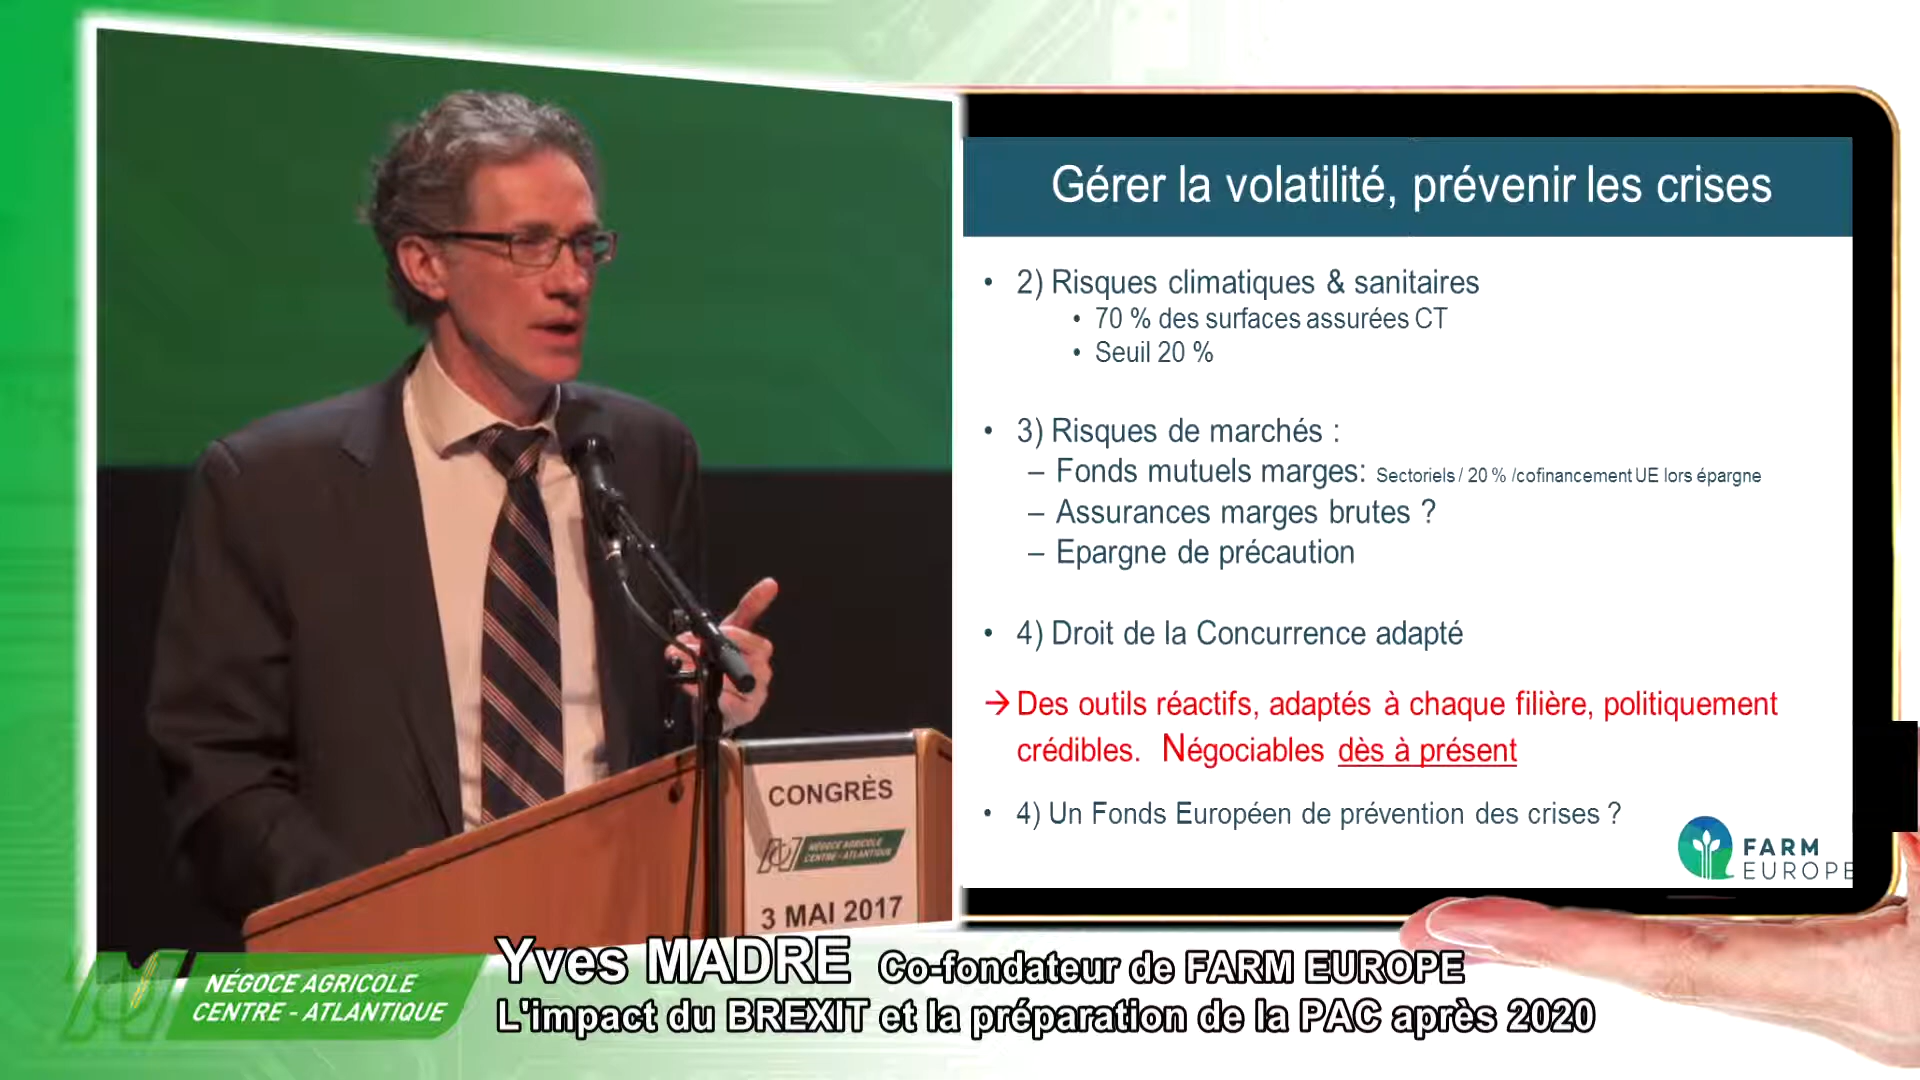 Gérer la volatilité, prévenir les crises
• 2) Risques climatiques & sanitaires
• 70 % des surfaces assurées CT
• Seuil 20 %
• 3) Risques de marchés :
– Fonds mutuels marges: Sectoriels / 20 % /cofinancement UE lors épargne
– Assurances marges brutes ?
– Epargne de précaution
• 4) Droit de la Concurrence adapté
→ Des outils réactifs, adaptés à chaque filière, politiquement
crédibles. Négociables dès à présent
• 4) Un Fonds Européen de prévention des crises ?
FARM
EUROPE
CONGRÈS
NÉGOCE AGRICOLE
CENTRE - ATLANTIQUE
3 MAI 2017
NÉGOCE AGRICOLE
CENTRE - ATLANTIQUE
Yves MADRE Co-fondateur de FARM EUROPE
L'impact du BREXIT et la préparation de la PAC après 2020